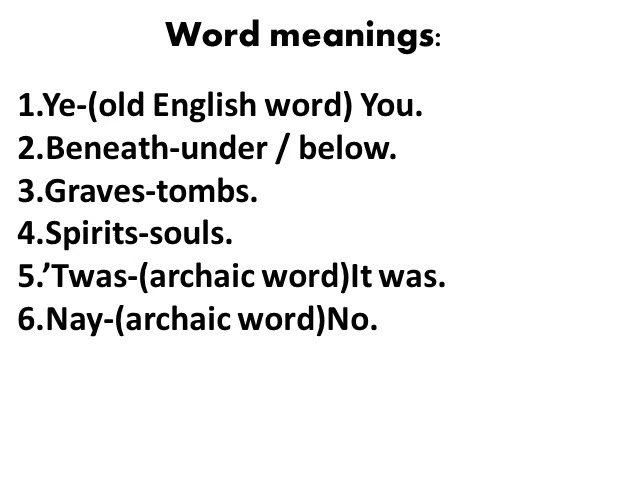 Word meanings:
1.Ye-(old English word) You.
2.Beneath-under / below.
3.Graves-tombs.
4.Spirits-souls.
5.’Twas-(archaic word)It was.
6.Nay-(archaic word)No.